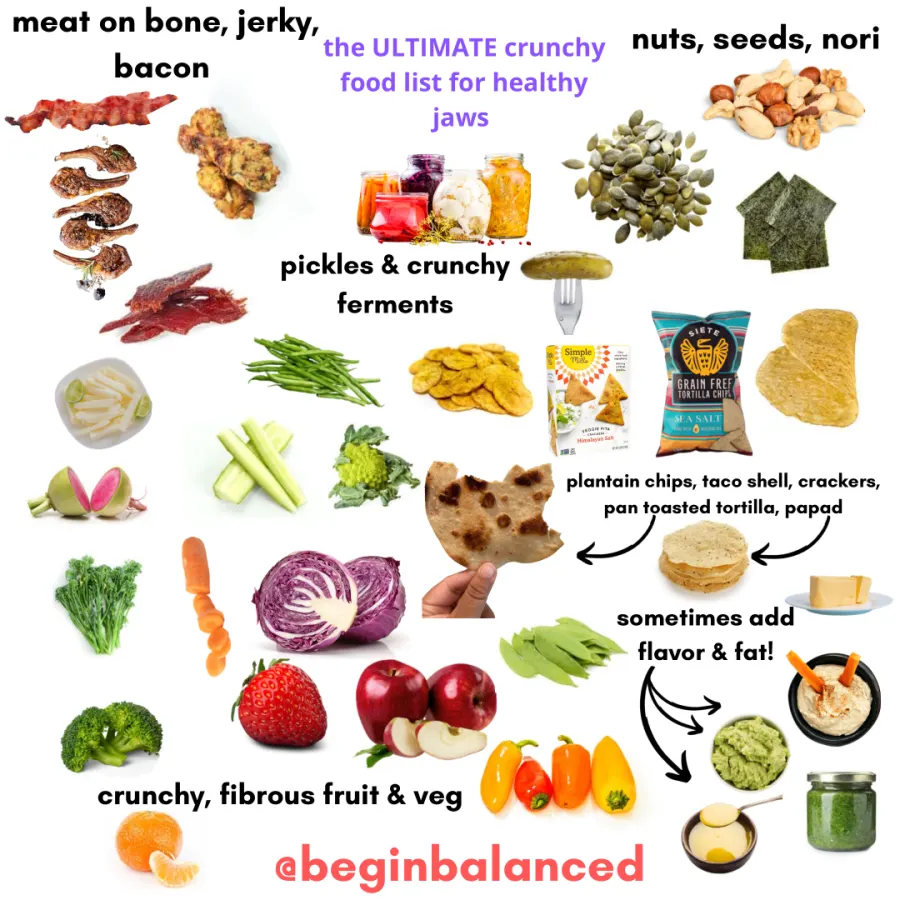 meat on bone, jerky,
bacon
the ULTIMATE crunchy
food list for healthy
jaws
nuts, seeds, nori
pickles & crunchy
ferments
Simple
Mills
Himalayan Salt
SIETE
GRAIN FREE
TORTILLA CHIPS
SEA SALT
plantain chips, taco shell, crackers,
pan toasted tortilla, papad
sometimes add
flavor & fat!
crunchy, fibrous fruit & veg
@beginbalanced